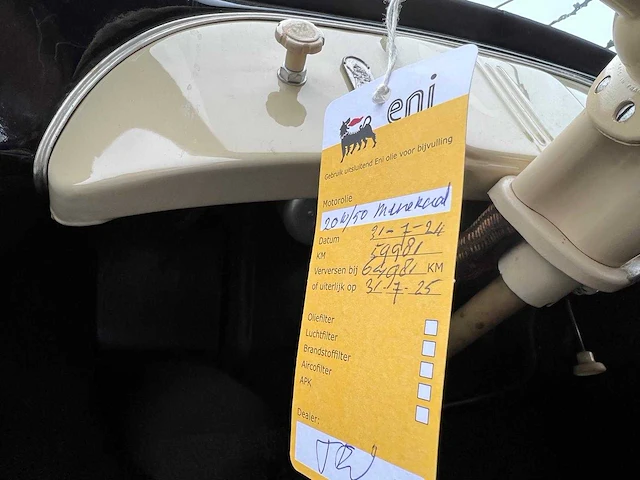 eni
Gebruik uitsluitend Eni olie voor bijvulling
Motorolie
20W/50
Datum 31-7-24
KM 59981
Verversen bij 64981 KM
of uiterlijk op 31-7-25
Oliefilter
Luchtfilter
Brandstoffilter
Aircofilter
APK
Dealer: